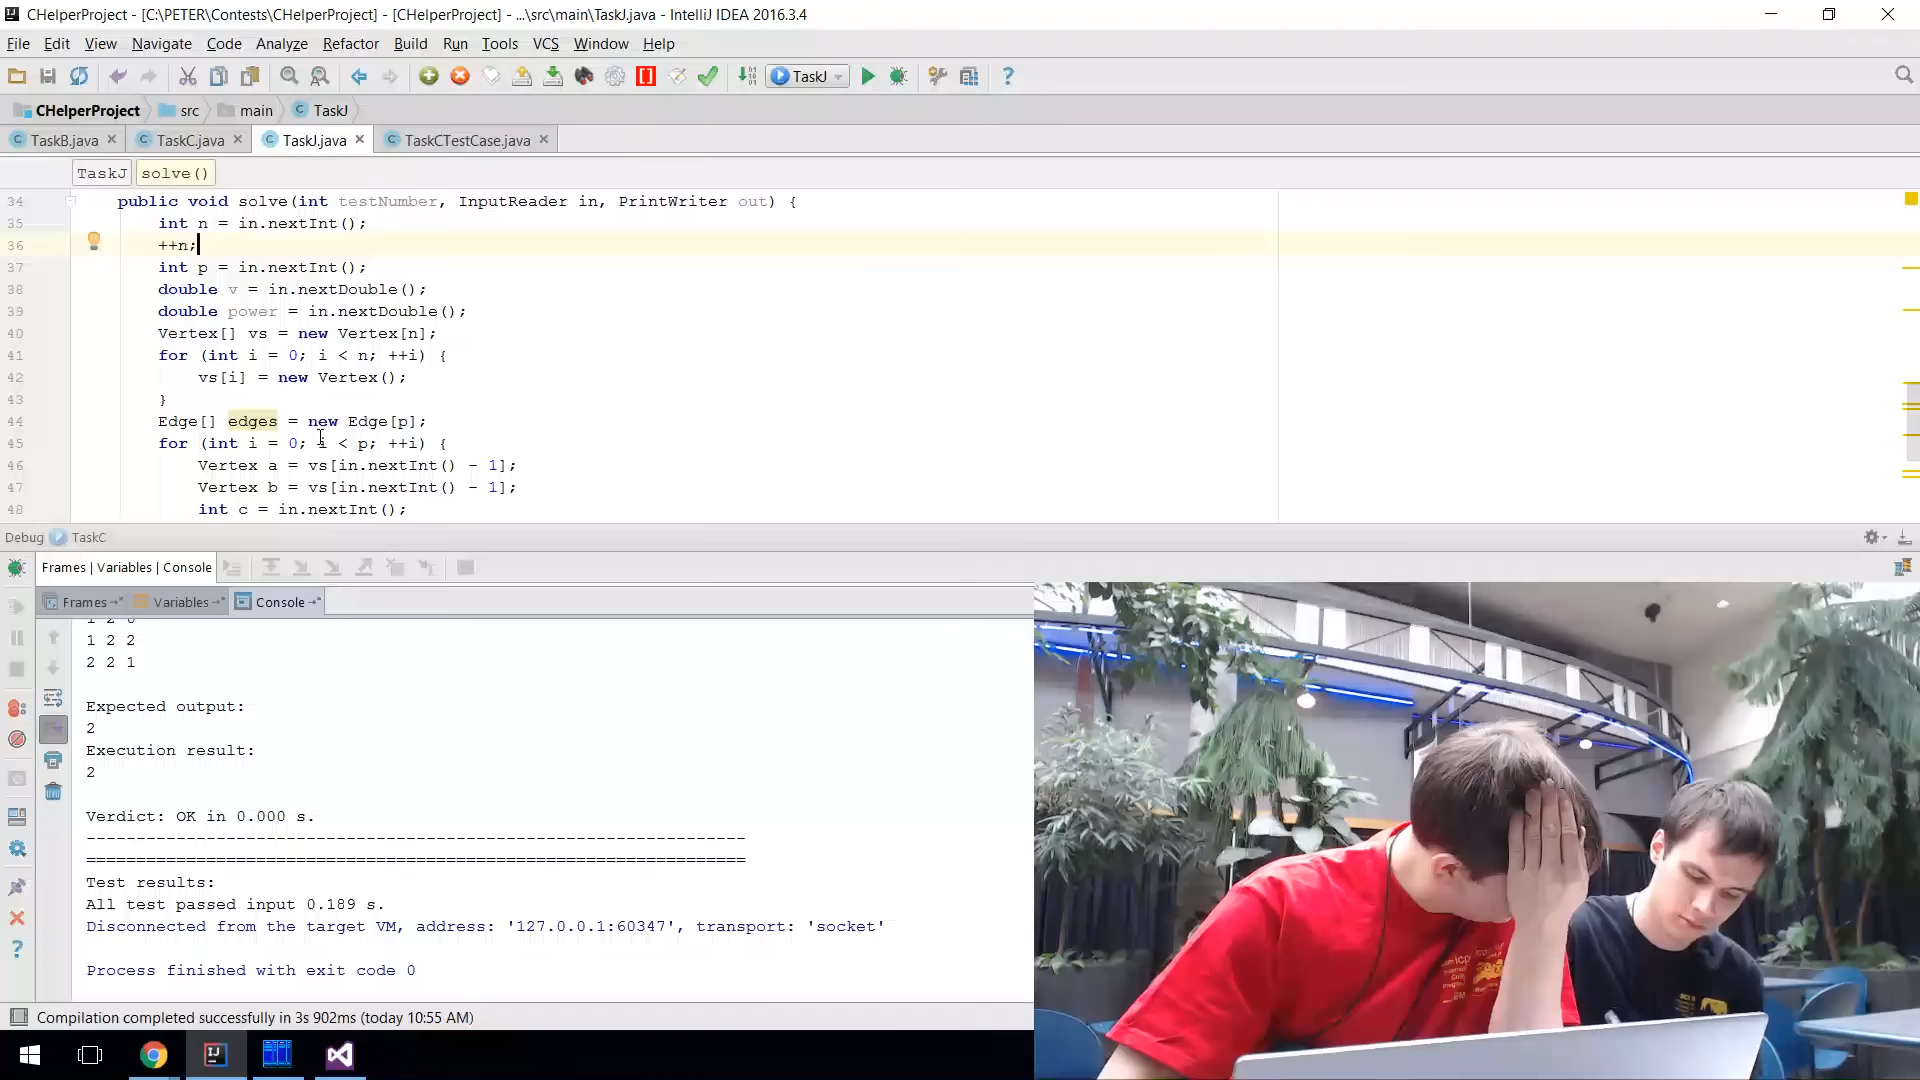 CHelperProject - [C:\PETER\Contests\CHelperProject] - [CHelperProject] - ...\src\main\TaskJ.java - IntelliJ IDEA 2016.3.4
File Edit View Navigate Code Analyze Refactor Build Run Tools VCS Window Help
TaskJ
CHelperProject src main TaskJ
TaskB.java TaskC.java TaskJ.java TaskCTestCase.java
TaskJ solve()
34 public void solve(int testNumber, InputReader in, PrintWriter out) {
35 int n = in.nextInt();
36 ++n;
37 int p = in.nextInt();
38 double v = in.nextDouble();
39 double power = in.nextDouble();
40 Vertex[] vs = new Vertex[n];
41 for (int i = 0; i < n; ++i) {
42 vs[i] = new Vertex();
43 }
44 Edge[] edges = new Edge[p];
45 for (int i = 0; i < p; ++i) {
46 Vertex a = vs[in.nextInt() - 1];
47 Vertex b = vs[in.nextInt() - 1];
48 int c = in.nextInt();
Debug TaskC
Frames | Variables | Console
Frames Variables Console
1 2 2
2 2 1
Expected output:
2
Execution result:
2
Verdict: OK in 0.000 s.
------------------------------------------------------------------
==================================================================
Test results:
All test passed input 0.189 s.
Disconnected from the target VM, address: '127.0.0.1:60347', transport: 'socket'
Process finished with exit code 0
Compilation completed successfully in 3s 902ms (today 10:55 AM)